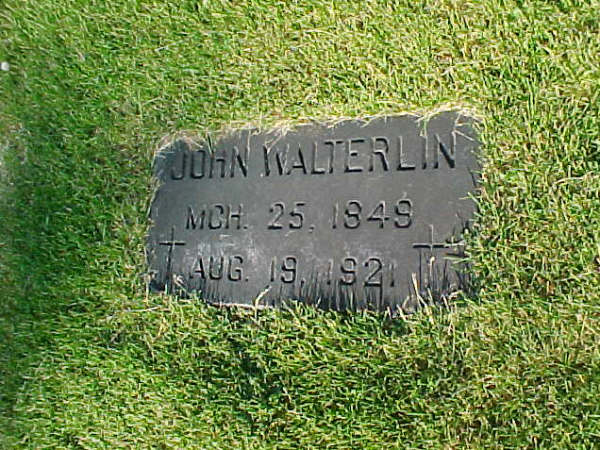 JOHN WALTERLIN
MCH. 25, 1849
AUG. 19, 1921